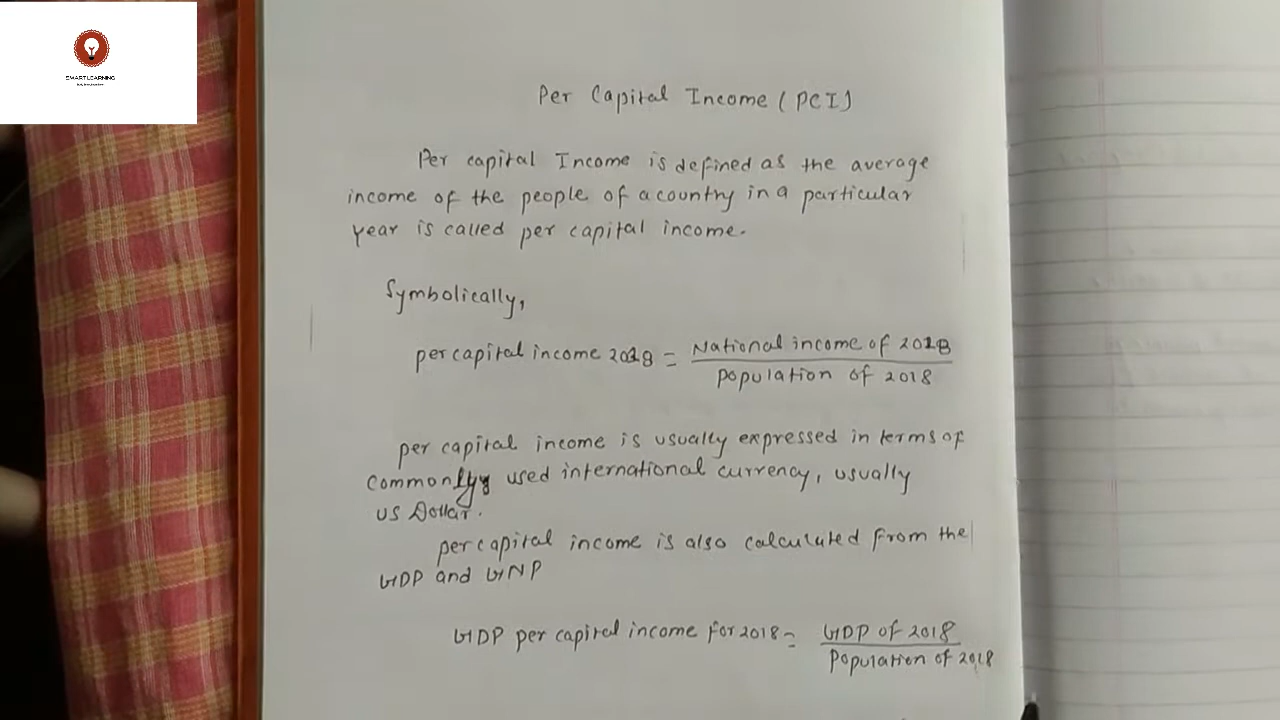 SMART LEARNING
Per Capital Income (PCI)
Per capital Income is defined as the average
income of the people of a country in a particular
year is called per capital income.
Symbolically,
per capital income 2018 = National income of 2018
population of 2018
per capital income is usually expressed in terms of
commonly used international currency, usually
US Dollar.
per capital income is also calculated from the
GDP and GNP
GDP per capital income for 2018 = GDP of 2018
Population of 2018